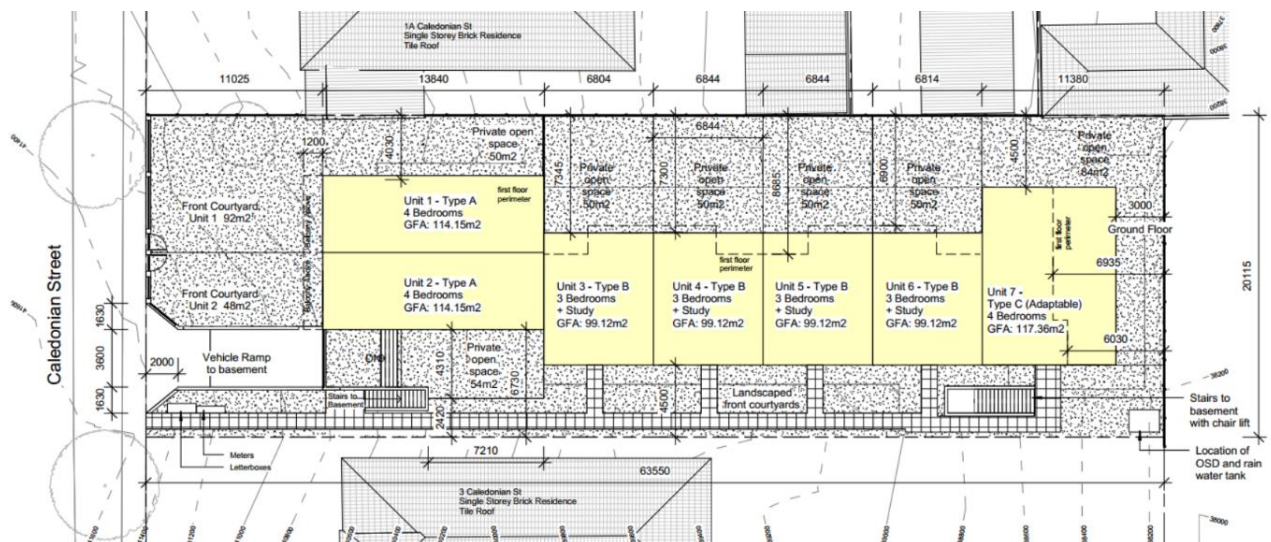 1A Caledonian St
Single Storey Brick Residence
Tile Roof
11025
13840
6804
6844
6844
6814
11380
37800
38000
38200
41400
41600
Caledonian Street
20115
1200
4030
Private open
space
50m2
7345
Private
open
space
50m2
6844
7300
Private
open
space
50m2
8685
Private
open
space
50m2
6900
Private
open
space
50m2
4500
Private open
space
84m2
3000
Ground Floor
first floor
perimeter
6935
6030
Front Courtyard
Unit 1 92m2
Front Courtyard
Unit 2 48m2
Unit 1 - Type A
4 Bedrooms
GFA: 114.15m2
first floor
perimeter
Unit 2 - Type A
4 Bedrooms
GFA: 114.15m2
Unit 3 - Type B
3 Bedrooms
+ Study
GFA: 99.12m2
first floor
perimeter
Unit 4 - Type B
3 Bedrooms
+ Study
GFA: 99.12m2
Unit 5 - Type B
3 Bedrooms
+ Study
GFA: 99.12m2
Unit 6 - Type B
3 Bedrooms
+ Study
GFA: 99.12m2
Unit 7 -
Type C (Adaptable)
4 Bedrooms
GFA: 117.36m2
1630
3600
1630
2000
Vehicle Ramp
to basement
4310
Private
open
space
54m2
6730
2420
Stairs to
Basement
4500
Landscaped
front courtyards
38200
Stairs to
basement
with chair lift
Location of
OSD and rain
water tank
Meters
Letterboxes
7210
63550
3 Caledonian St
Single Storey Brick Residence
Tile Roof
38000